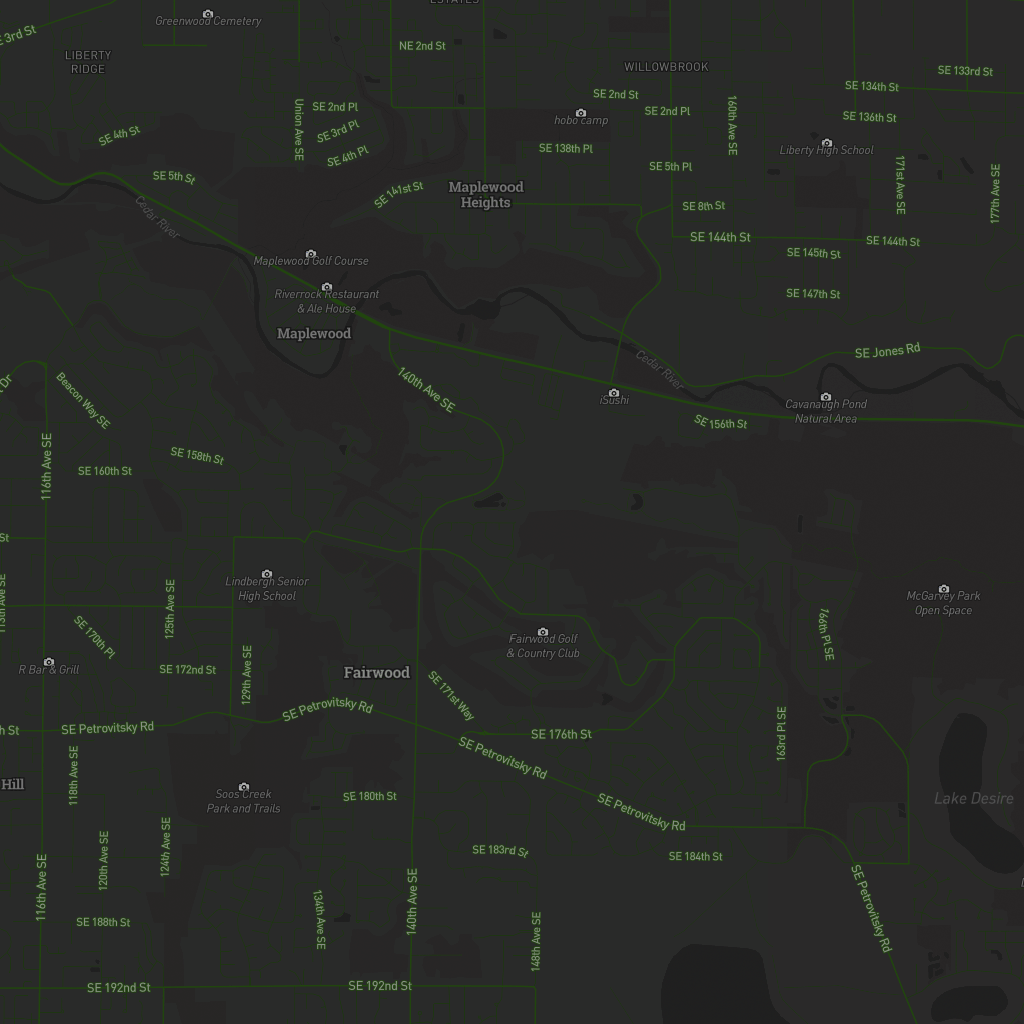 ESTATES
Greenwood Cemetery
SE 3rd St
NE 2nd St
LIBERTY
RIDGE
WILLOWBROOK
SE 133rd St
SE 134th St
SE 2nd St
SE 2nd Pl
SE 2nd Pl
160th Ave SE
Union Ave SE
hobo camp
SE 136th St
SE 3rd Pl
SE 4th St
SE 138th Pl
Liberty High School
SE 4th Pl
SE 5th Pl
171st Ave SE
177th Ave SE
SE 5th St
SE 141st St
Maplewood
Heights
SE 8th St
Cedar River
SE 144th St
SE 144th St
SE 145th St
Maplewood Golf Course
Riverrock Restaurant
& Ale House
SE 147th St
Maplewood
SE Jones Rd
Cedar River
Dr
Beacon Way SE
140th Ave SE
iSushi
Cavanaugh Pond
Natural Area
SE 156th St
116th Ave SE
SE 158th St
SE 160th St
St
Lindbergh Senior
High School
McGarvey Park
Open Space
113th Ave SE
125th Ave SE
166th Pl SE
SE 170th Pl
Fairwood Golf
& Country Club
R Bar & Grill
SE 172nd St
129th Ave SE
Fairwood
SE 171st Way
SE Petrovitsky Rd
SE Petrovitsky Rd
h St
SE 176th St
163rd Pl SE
SE Petrovitsky Rd
118th Ave SE
Hill
Soos Creek
Park and Trails
SE 180th St
SE Petrovitsky Rd
Lake Desire
120th Ave SE
124th Ave SE
SE 183rd St
SE 184th St
116th Ave SE
140th Ave SE
SE Petrovitsky Rd
134th Ave SE
SE 188th St
148th Ave SE
SE 192nd St
SE 192nd St